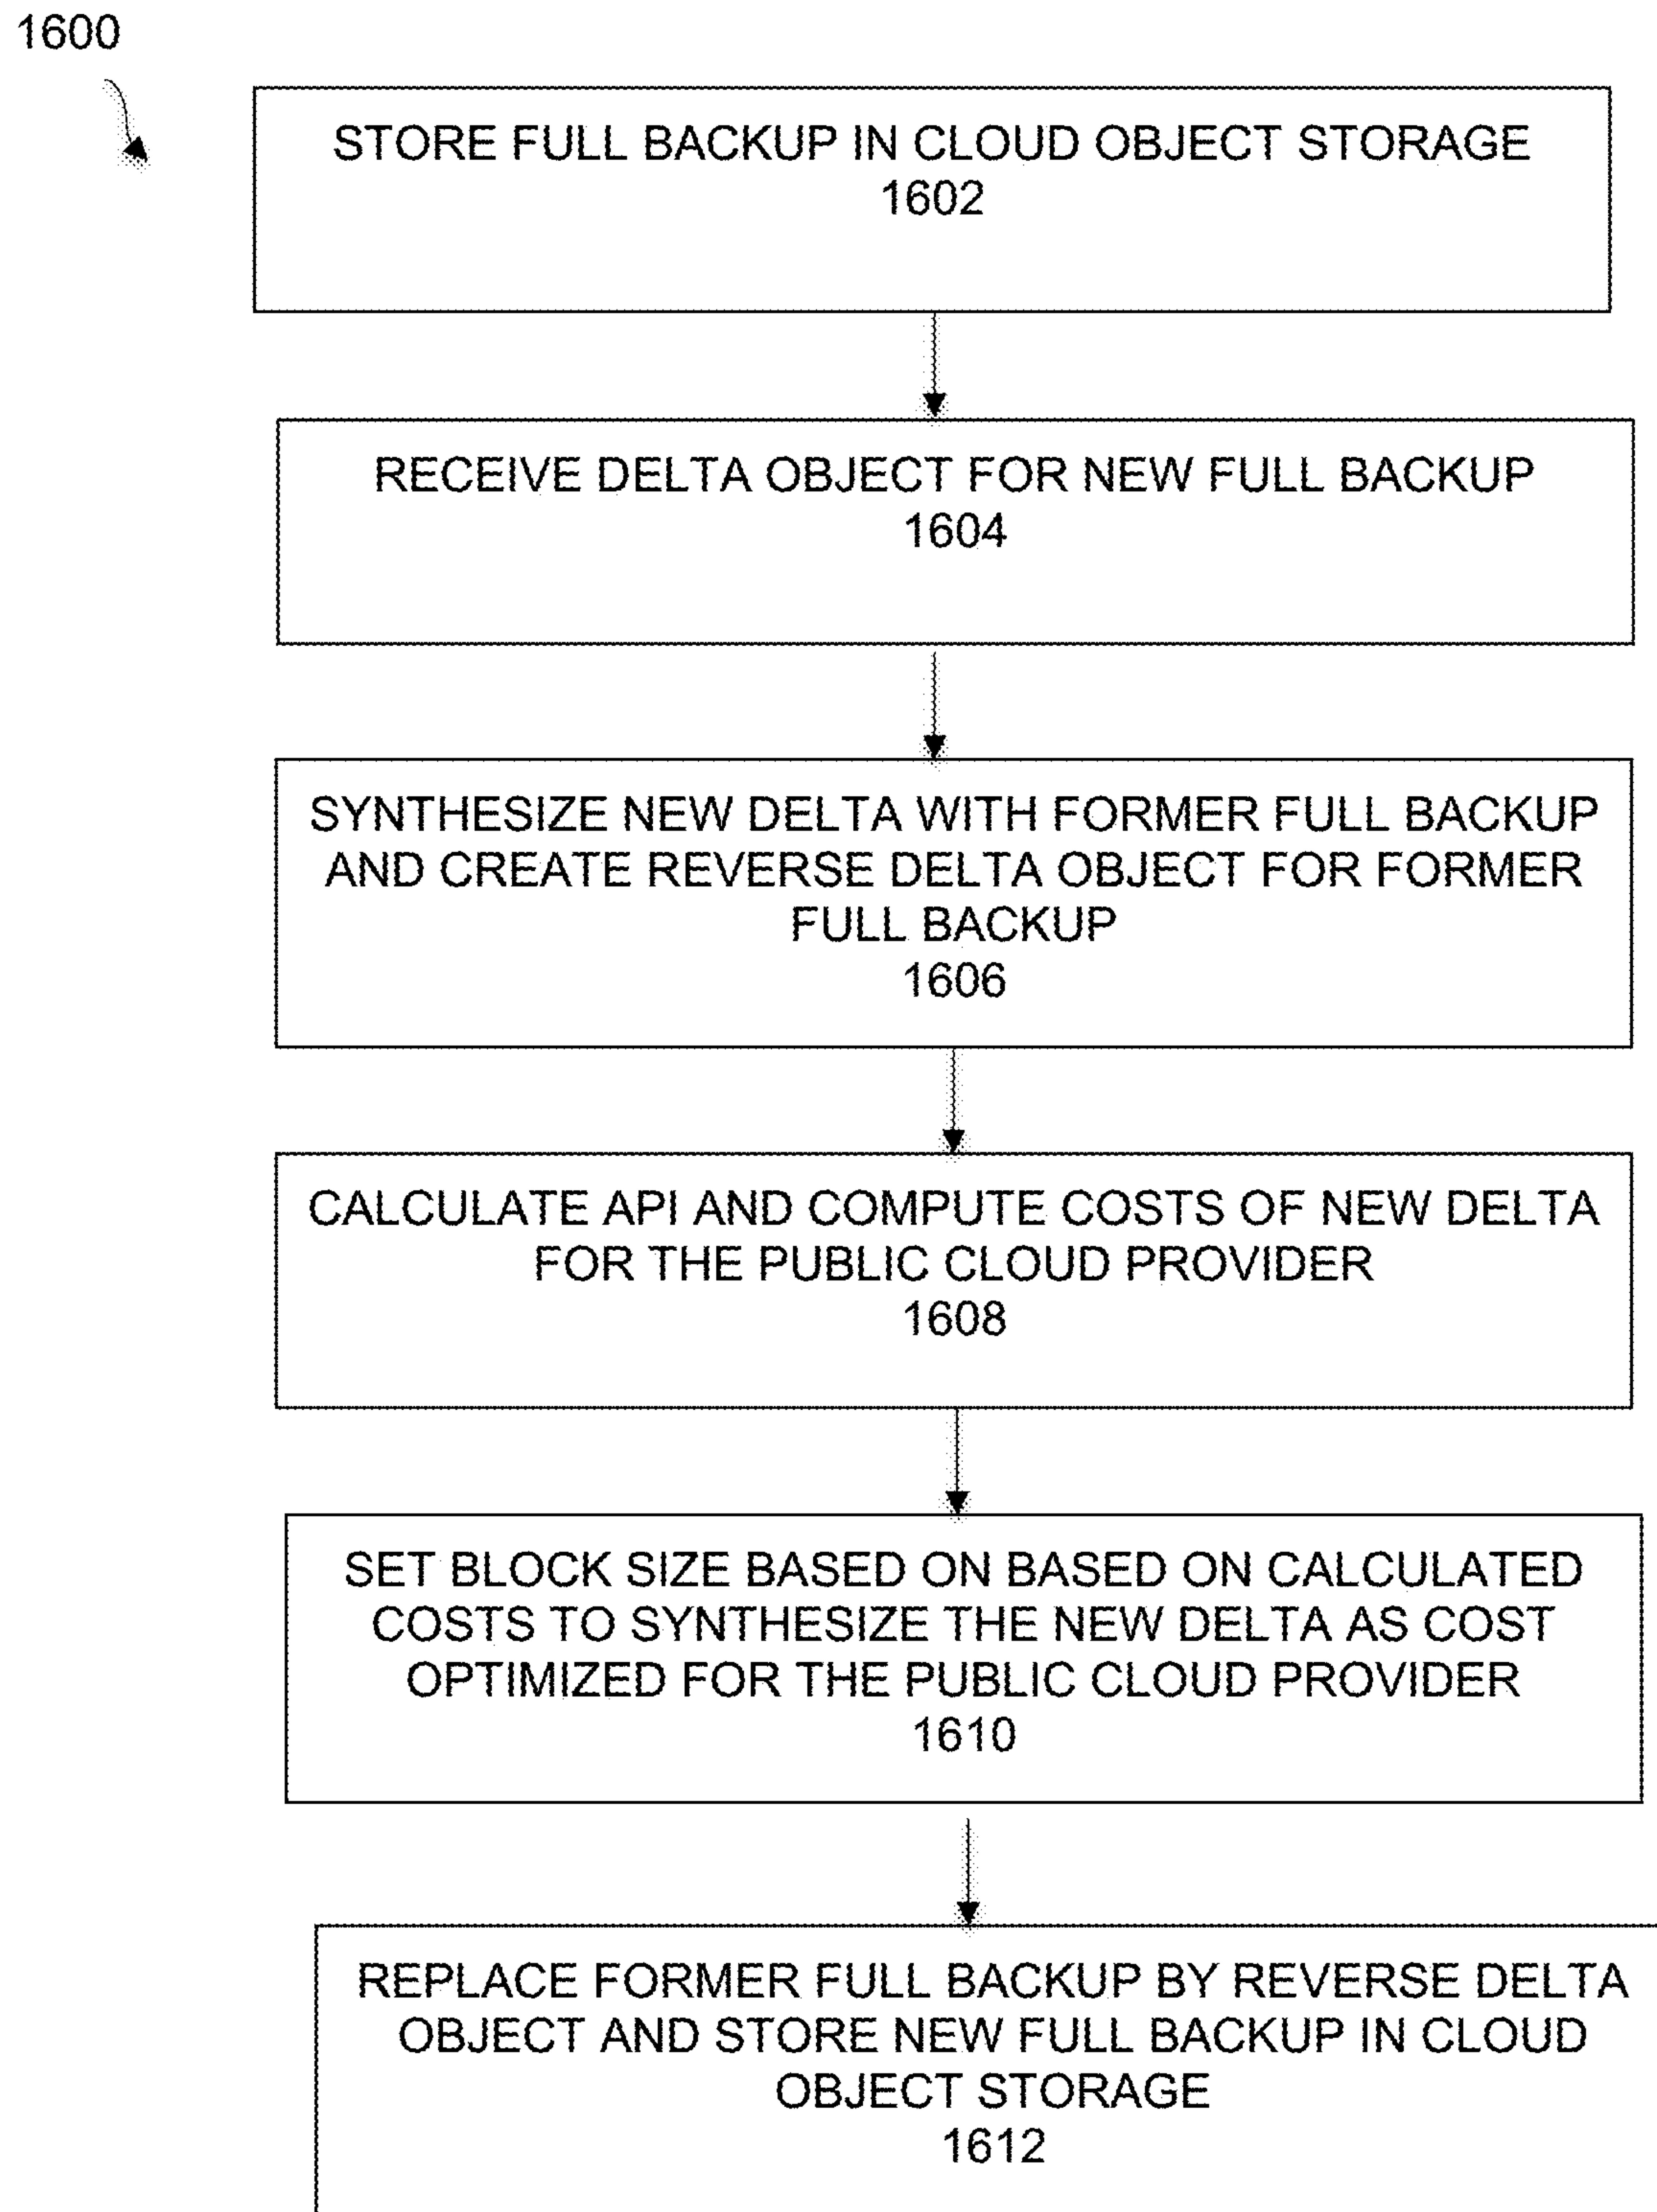 1600
STORE FULL BACKUP IN CLOUD OBJECT STORAGE
1602
RECEIVE DELTA OBJECT FOR NEW FULL BACKUP
1604
SYNTHESIZE NEW DELTA WITH FORMER FULL BACKUP
AND CREATE REVERSE DELTA OBJECT FOR FORMER
FULL BACKUP
1606
CALCULATE API AND COMPUTE COSTS OF NEW DELTA
FOR THE PUBLIC CLOUD PROVIDER
1608
SET BLOCK SIZE BASED ON BASED ON CALCULATED
COSTS TO SYNTHESIZE THE NEW DELTA AS COST
OPTIMIZED FOR THE PUBLIC CLOUD PROVIDER
1610
REPLACE FORMER FULL BACKUP BY REVERSE DELTA
OBJECT AND STORE NEW FULL BACKUP IN CLOUD
OBJECT STORAGE
1612